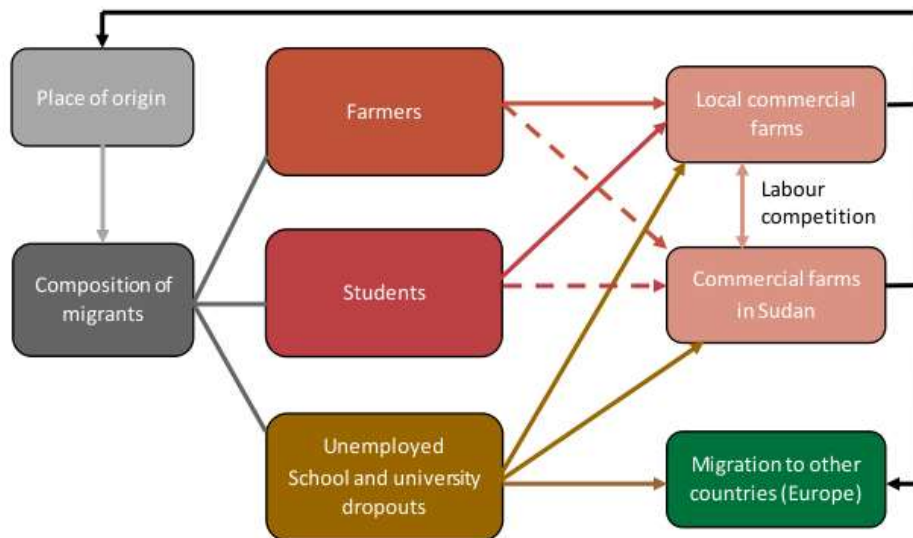 Place of origin
Farmers
Local commercial
farms
Labour
competition
Composition of
migrants
Students
Commercial farms
in Sudan
Unemployed
School and university
dropouts
Migration to other
countries (Europe)